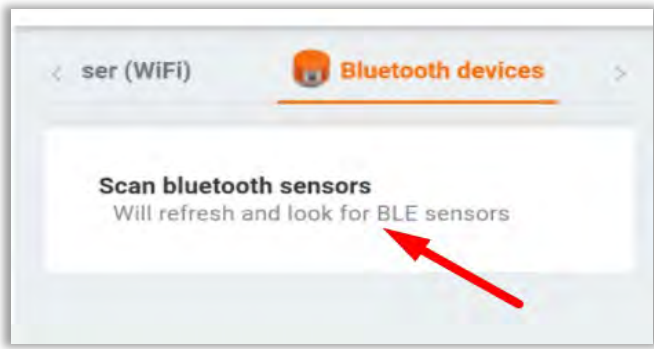 ser (WiFi)
Bluetooth devices
Scan bluetooth sensors
Will refresh and look for BLE sensors